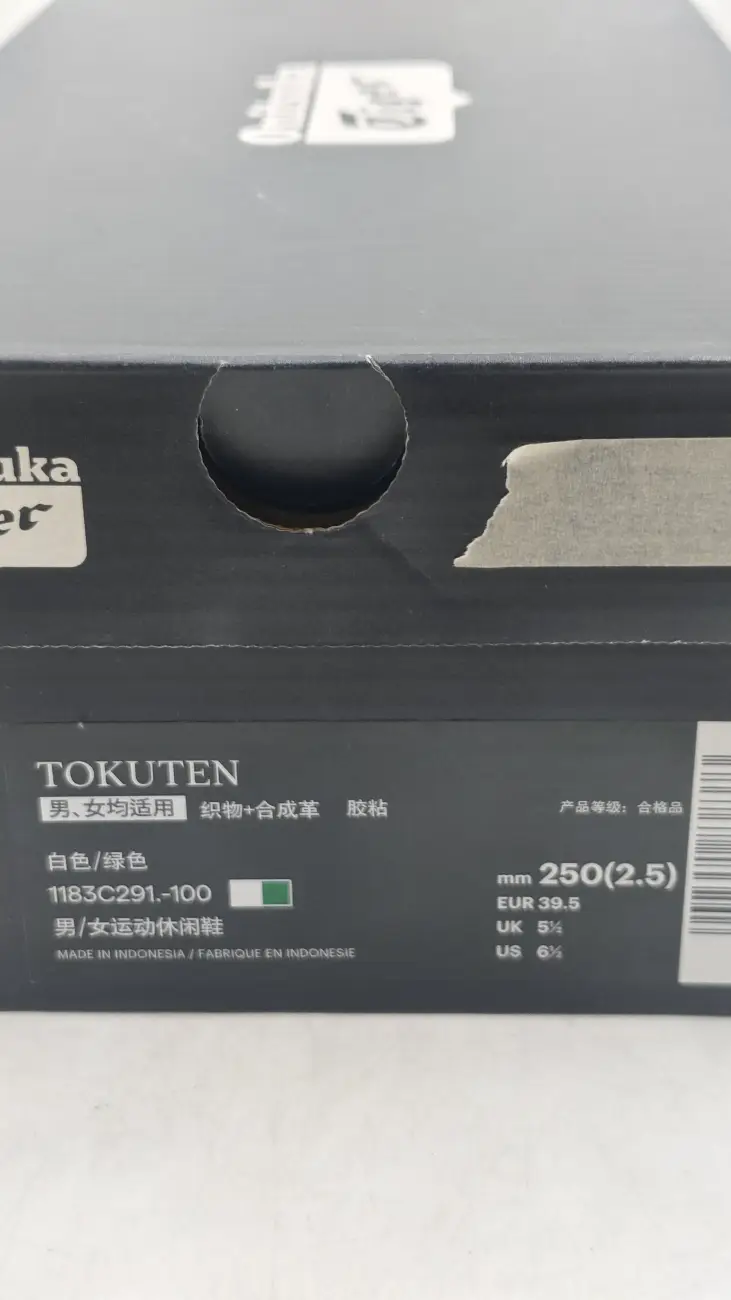 uka
er
TOKUTEN
男、女均适用 织物+合成革 胶粘
产品等级：合格品
白色/绿色
1183C291.-100
男/女运动休闲鞋
MADE IN INDONESIA / FABRIQUE EN INDONESIE
mm 250(2.5)
EUR 39.5
UK 5½
US 6½